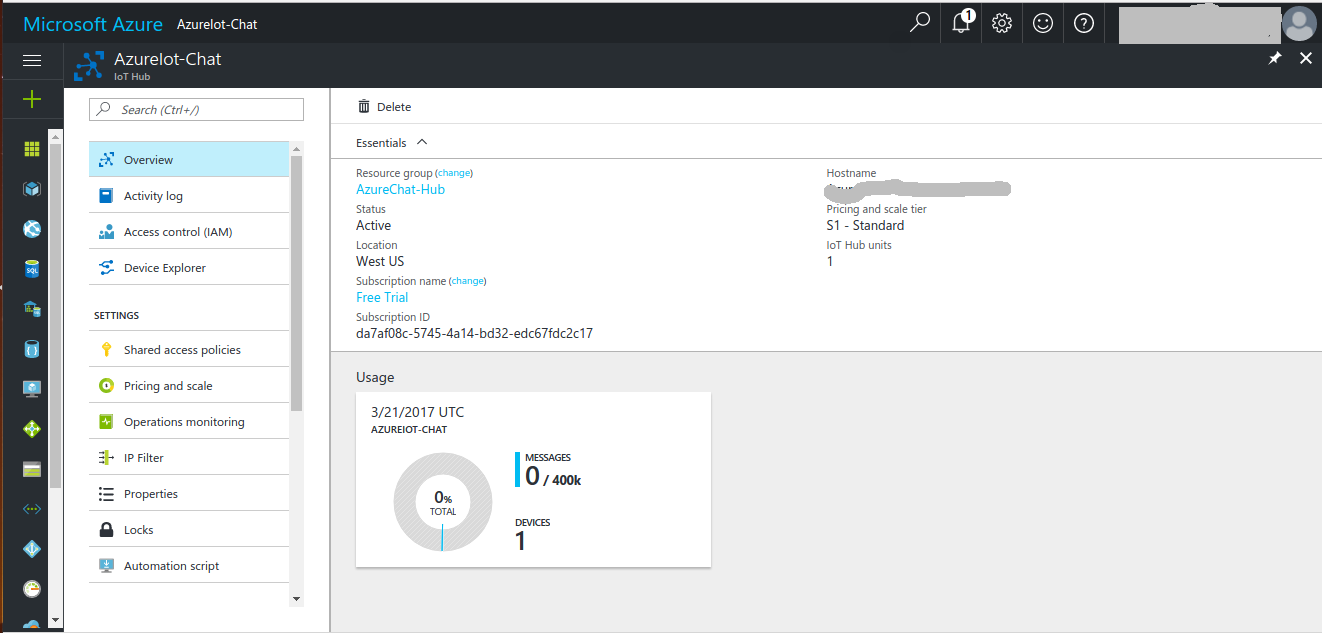 Microsoft Azure AzureIot-Chat
1
AzureIot-Chat
IoT Hub
Search (Ctrl+/)
Overview
Activity log
Access control (IAM)
Device Explorer
SETTINGS
Shared access policies
Pricing and scale
Operations monitoring
IP Filter
Properties
Locks
Automation script
Delete
Essentials
Resource group (change)
AzureChat-Hub
Status
Active
Location
West US
Subscription name (change)
Free Trial
Subscription ID
da7af08c-5745-4a14-bd32-edc67fdc2c17
Hostname
Pricing and scale tier
S1 - Standard
IoT Hub units
1
Usage
3/21/2017 UTC
AZUREIOT-CHAT
0%
TOTAL
MESSAGES
0 / 400k
DEVICES
1
SQL